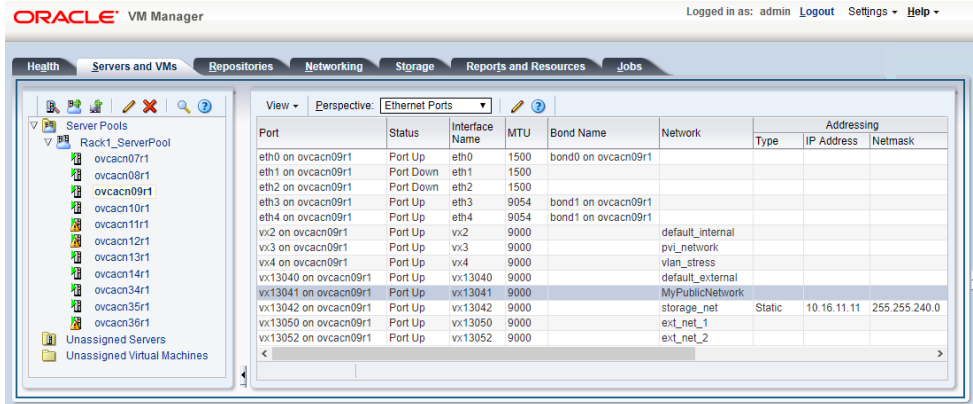 ORACLE VM Manager
Logged in as: admin Logout Settings Help
Health Servers and VMs Repositories Networking Storage Reports and Resources Jobs
Server Pools
Rack1_ServerPool
ovcacn07r1
ovcacn08r1
ovcacn09r1
ovcacn10r1
ovcacn11r1
ovcacn12r1
ovcacn13r1
ovcacn14r1
ovcacn34r1
ovcacn35r1
ovcacn36r1
Unassigned Servers
Unassigned Virtual Machines
View Perspective: Ethernet Ports
Port Status Interface Name MTU Bond Name Network Addressing
Type IP Address Netmask
eth0 on ovcacn09r1 Port Up eth0 1500 bond0 on ovcacn09r1
eth1 on ovcacn09r1 Port Down eth1 1500
eth2 on ovcacn09r1 Port Down eth2 1500
eth3 on ovcacn09r1 Port Up eth3 9054 bond1 on ovcacn09r1
eth4 on ovcacn09r1 Port Up eth4 9054 bond1 on ovcacn09r1
vx2 on ovcacn09r1 Port Up vx2 9000 default_internal
vx3 on ovcacn09r1 Port Up vx3 9000 pvi_network
vx4 on ovcacn09r1 Port Up vx4 9000 vlan_stress
vx13040 on ovcacn09r1 Port Up vx13040 9000 default_external
vx13041 on ovcacn09r1 Port Up vx13041 9000 MyPublicNetwork
vx13042 on ovcacn09r1 Port Up vx13042 9000 storage_net Static 10.16.11.11 255.255.240.0
vx13050 on ovcacn09r1 Port Up vx13050 9000 ext_net_1
vx13052 on ovcacn09r1 Port Up vx13052 9000 ext_net_2